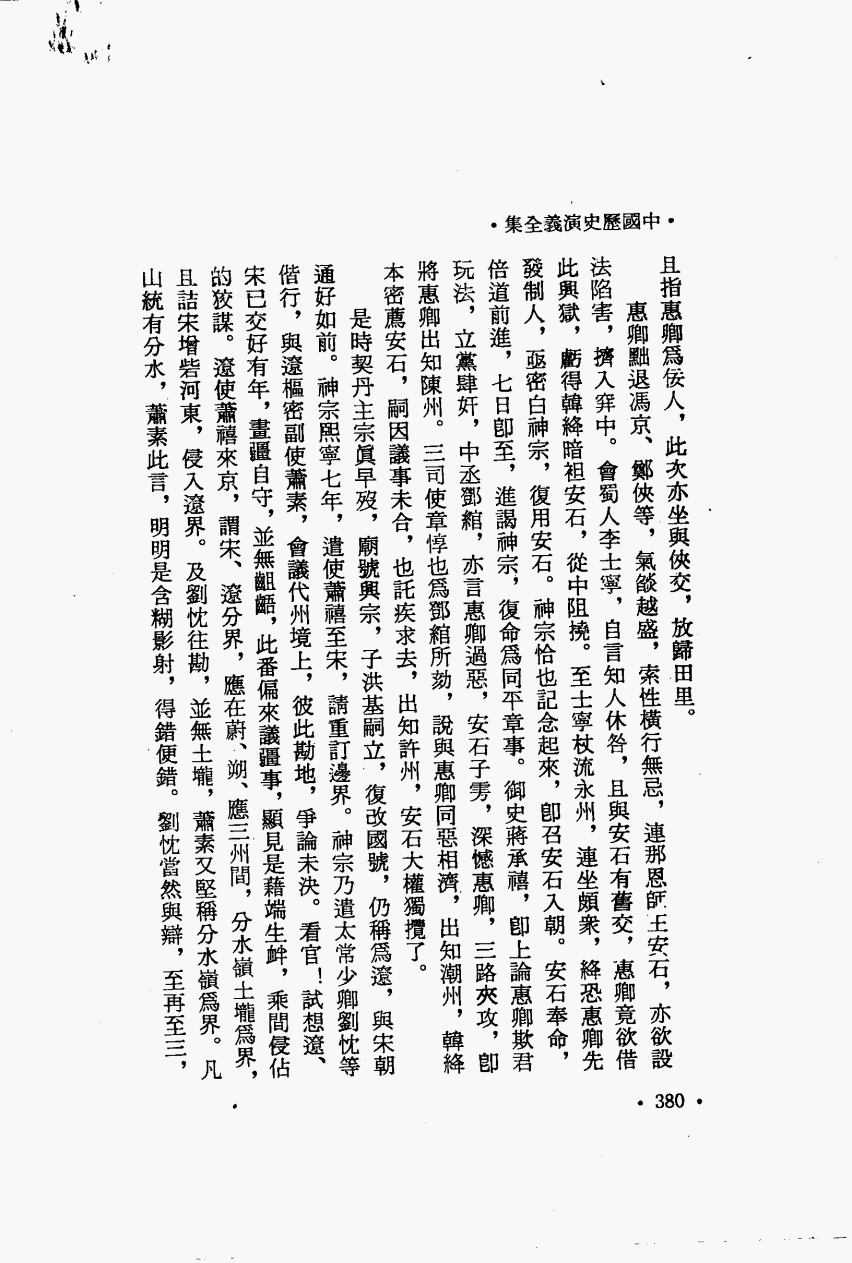 ·中國歷史演義全集·
且指惠卿爲佞人，此次亦坐與俠交，放歸田里。
惠卿黜退馮京、鄭俠等，氣燄越盛，索性橫行無忌，連那恩師王安石，亦欲設
法陷害，擠入穽中。會蜀人李士寧，自言知人休咎，且與安石有舊交，惠卿竟欲借
此興獄，虧得韓絳暗袒安石，從中阻撓。至士寧杖流永州，連坐頗衆，絳恐惠卿先
發制人，亟密白神宗，復用安石。神宗恰也記念起來，卽召安石入朝。安石奉命，
倍道前進，七日卽至，進謁神宗，復命爲同平章事。御史蔣承禧，卽上論惠卿欺君
玩法，立黨肆奸，中丞鄧綰，亦言惠卿過惡，安石子雱，深憾惠卿，三路夾攻，卽
將惠卿出知陳州。三司使章惇也爲鄧綰所劾，說與惠卿同惡相濟，出知潮州，韓絳
本密薦安石，嗣因議事未合，也託疾求去，出知許州，安石大權獨攬了。
是時契丹主宗眞早歿，廟號興宗，子洪基嗣立，復改國號，仍稱爲遼，與宋朝
通好如前。神宗熙寧七年，遣使蕭禧至宋，請重訂邊界。神宗乃遣太常少卿劉忱等
偕行，與遼樞密副使蕭素，會議代州境上，彼此勘地，爭論未決。看官！試想遼、
宋已交好有年，畫疆自守，並無齟齬，此番偏來議疆事，顯見是藉端生衅，乘間侵佔
的狡謀。遼使蕭禧來京，謂宋、遼分界，應在蔚、朔、應三州間，分水嶺土壠爲界，
且詰宋增砦河東，侵入遼界。及劉忱往勘，並無土壠，蕭素又堅稱分水嶺爲界。凡
山統有分水，蕭素此言，明明是含糊影射，得錯便錯。劉忱當然與辯，至再至三，
·380·